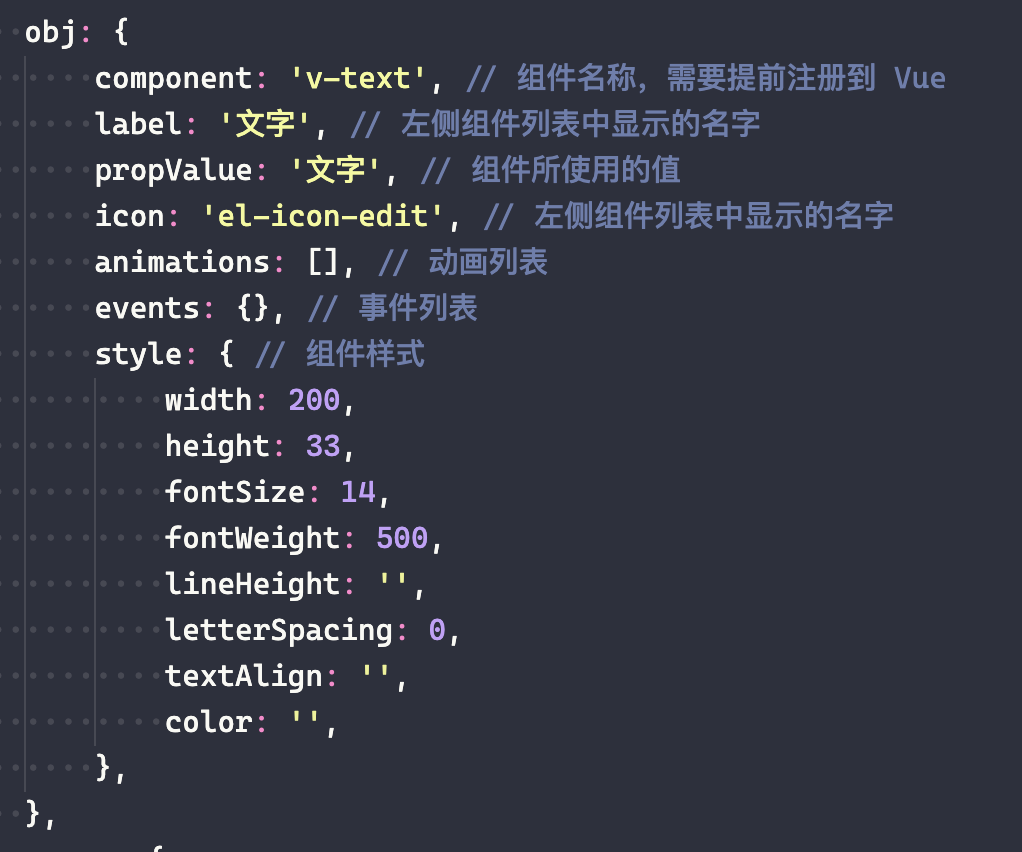 obj: {
component: 'v-text', // 组件名称，需要提前注册到 Vue
label: '文字', // 左侧组件列表中显示的名字
propValue: '文字', // 组件所使用的值
icon: 'el-icon-edit', // 左侧组件列表中显示的名字
animations: [], // 动画列表
events: {}, // 事件列表
style: { // 组件样式
width: 200,
height: 33,
fontSize: 14,
fontWeight: 500,
lineHeight: '',
letterSpacing: 0,
textAlign: '',
color: '',
},
},